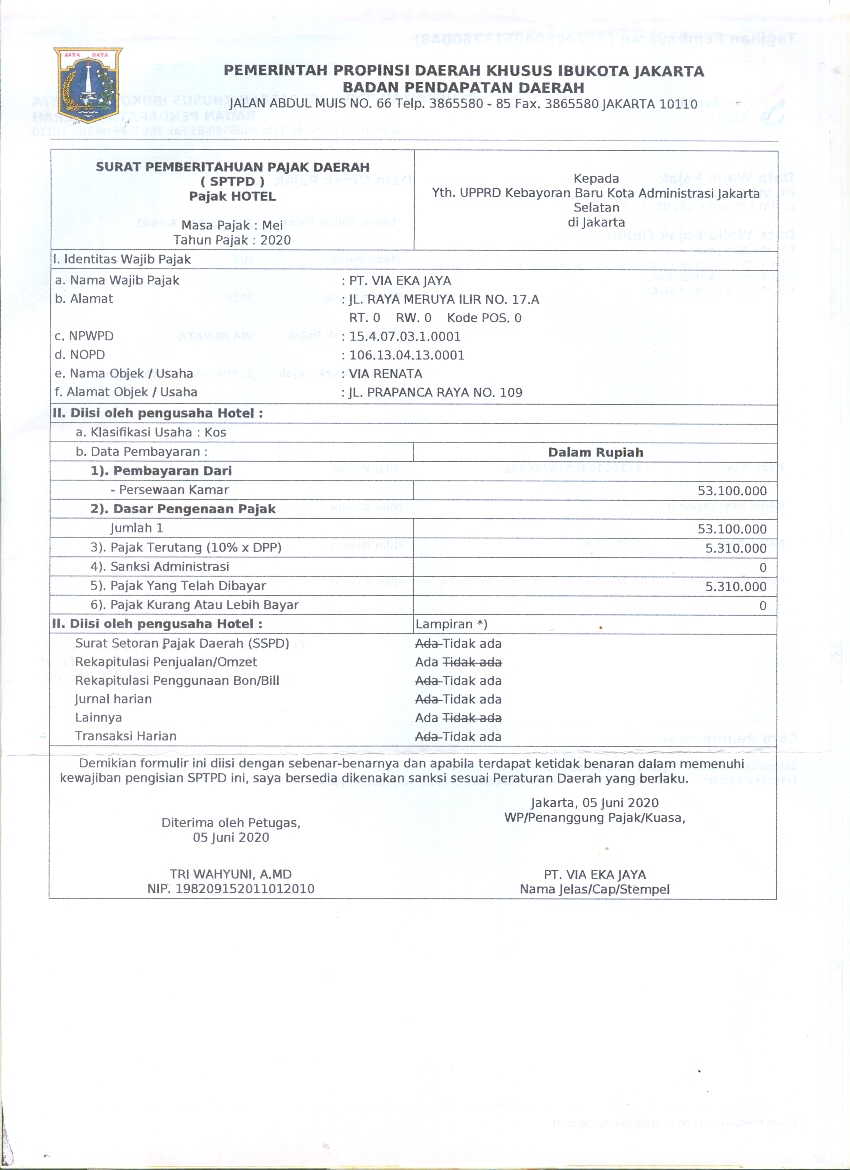 JAYA RAYA
PEMERINTAH PROPINSI DAERAH KHUSUS IBUKOTA JAKARTA
BADAN PENDAPATAN DAERAH
JALAN ABDUL MUIS NO. 66 Telp. 3865580 - 85 Fax. 3865580 JAKARTA 10110
SURAT PEMBERITAHUAN PAJAK DAERAH
( SPTPD )
Pajak HOTEL
Masa Pajak : Mei
Tahun Pajak : 2020
Kepada
Yth. UPPRD Kebayoran Baru Kota Administrasi Jakarta
Selatan
di Jakarta
I. Identitas Wajib Pajak
a. Nama Wajib Pajak : PT. VIA EKA JAYA
b. Alamat : JL. RAYA MERUYA ILIR NO. 17.A
RT. 0 RW. 0 Kode POS. 0
c. NPWPD : 15.4.07.03.1.0001
d. NOPD : 106.13.04.13.0001
e. Nama Objek / Usaha : VIA RENATA
f. Alamat Objek / Usaha : JL. PRAPANCA RAYA NO. 109
II. Diisi oleh pengusaha Hotel :
a. Klasifikasi Usaha : Kos
b. Data Pembayaran : Dalam Rupiah
1). Pembayaran Dari
- Persewaan Kamar 53.100.000
2). Dasar Pengenaan Pajak
Jumlah 1 53.100.000
3). Pajak Terutang (10% x DPP) 5.310.000
4). Sanksi Administrasi 0
5). Pajak Yang Telah Dibayar 5.310.000
6). Pajak Kurang Atau Lebih Bayar 0
II. Diisi oleh pengusaha Hotel : Lampiran *)
Surat Setoran Pajak Daerah (SSPD) Ada Tidak ada
Rekapitulasi Penjualan/Omzet Ada Tidak ada
Rekapitulasi Penggunaan Bon/Bill Ada Tidak ada
Jurnal harian Ada Tidak ada
Lainnya Ada Tidak ada
Transaksi Harian Ada Tidak ada
Demikian formulir ini diisi dengan sebenar-benarnya dan apabila terdapat ketidak benaran dalam memenuhi
kewajiban pengisian SPTPD ini, saya bersedia dikenakan sanksi sesuai Peraturan Daerah yang berlaku.
Diterima oleh Petugas,
05 Juni 2020
TRI WAHYUNI, A.MD
NIP. 198209152011012010
Jakarta, 05 Juni 2020
WP/Penanggung Pajak/Kuasa,
PT. VIA EKA JAYA
Nama Jelas/Cap/Stempel